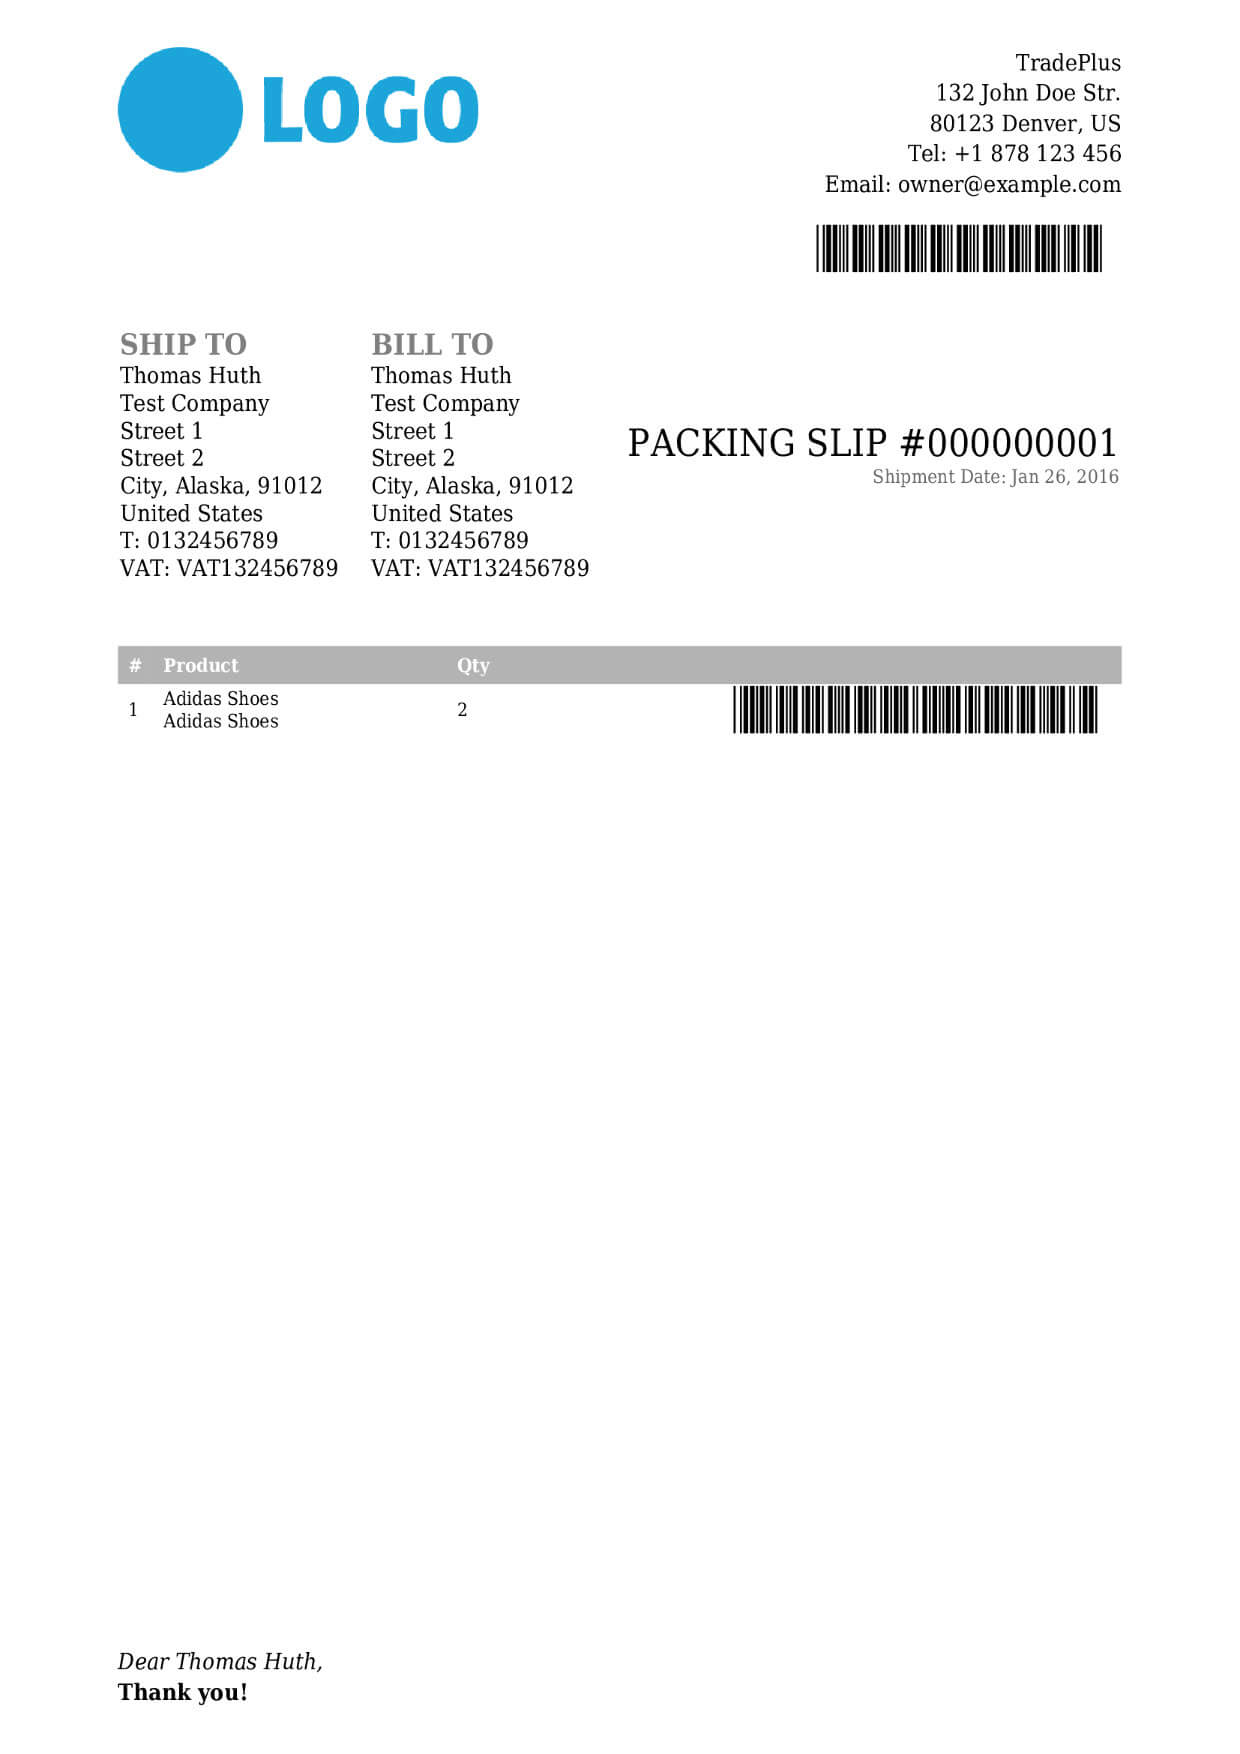 LOGO
TradePlus
132 John Doe Str.
80123 Denver, US
Tel: +1 878 123 456
Email: owner@example.com
SHIP TO
Thomas Huth
Test Company
Street 1
Street 2
City, Alaska, 91012
United States
T: 0132456789
VAT: VAT132456789
BILL TO
Thomas Huth
Test Company
Street 1
Street 2
City, Alaska, 91012
United States
T: 0132456789
VAT: VAT132456789
PACKING SLIP #000000001
Shipment Date: Jan 26, 2016
# Product Qty
1 Adidas Shoes 2
Adidas Shoes
Dear Thomas Huth,
Thank you!